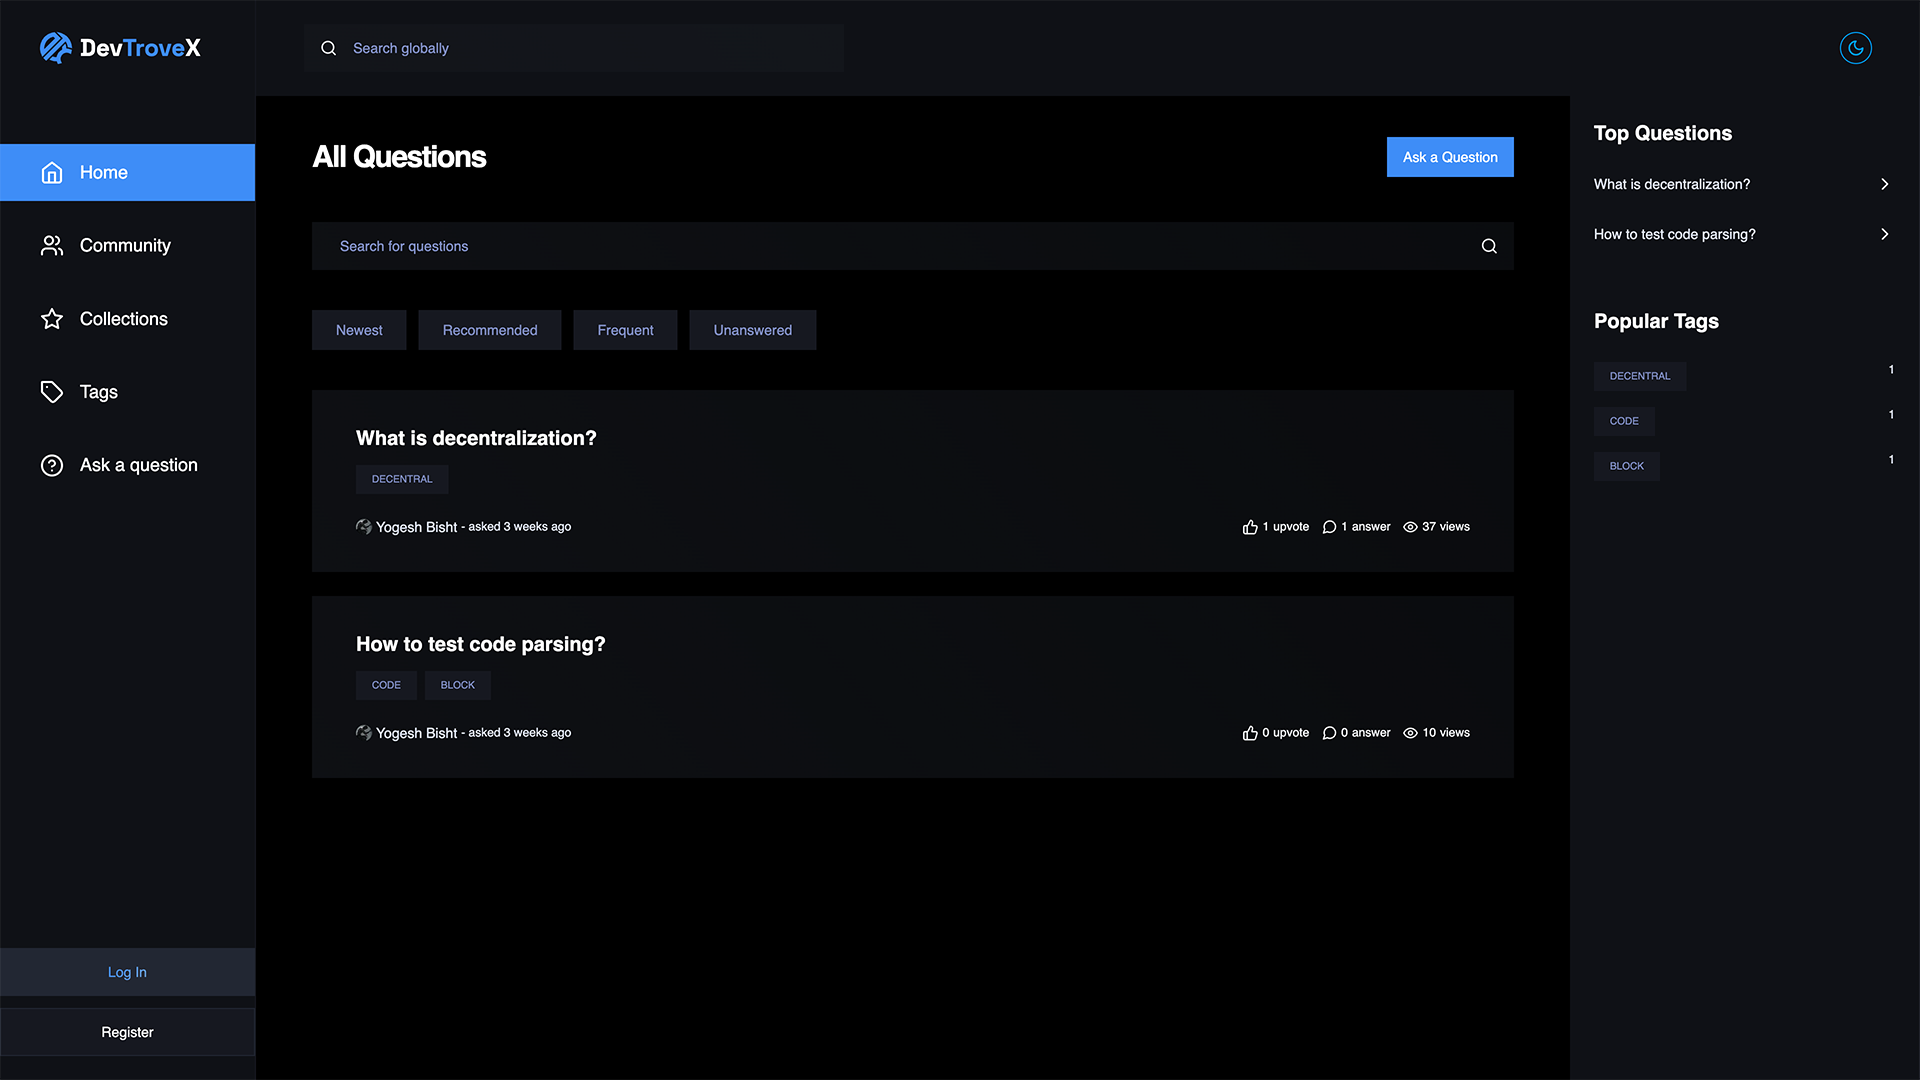 DevTroveX
Search globally
Home
Community
Collections
Tags
Ask a question
Log In
Register
All Questions
Ask a Question
Search for questions
Newest
Recommended
Frequent
Unanswered
What is decentralization?
DECENTRAL
Yogesh Bisht - asked 3 weeks ago
1 upvote 1 answer 37 views
How to test code parsing?
CODE BLOCK
Yogesh Bisht - asked 3 weeks ago
0 upvote 0 answer 10 views
Top Questions
What is decentralization?
How to test code parsing?
Popular Tags
DECENTRAL 1
CODE 1
BLOCK 1